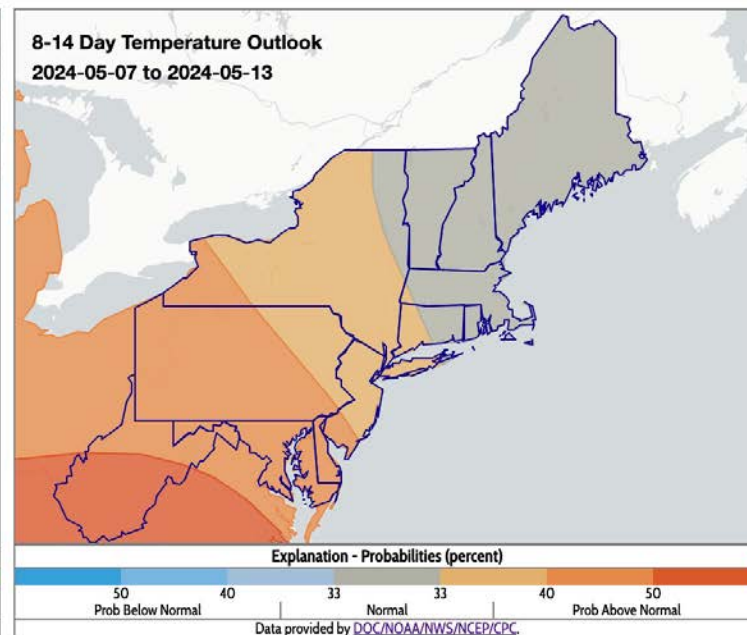 8-14 Day Temperature Outlook
2024-05-07 to 2024-05-13
Explanation - Probabilities (percent)
50 40 33 33 40 50
Prob Below Normal | Normal | Prob Above Normal
Data provided by DOC/NOAA/NWS/NCEP/CPC.